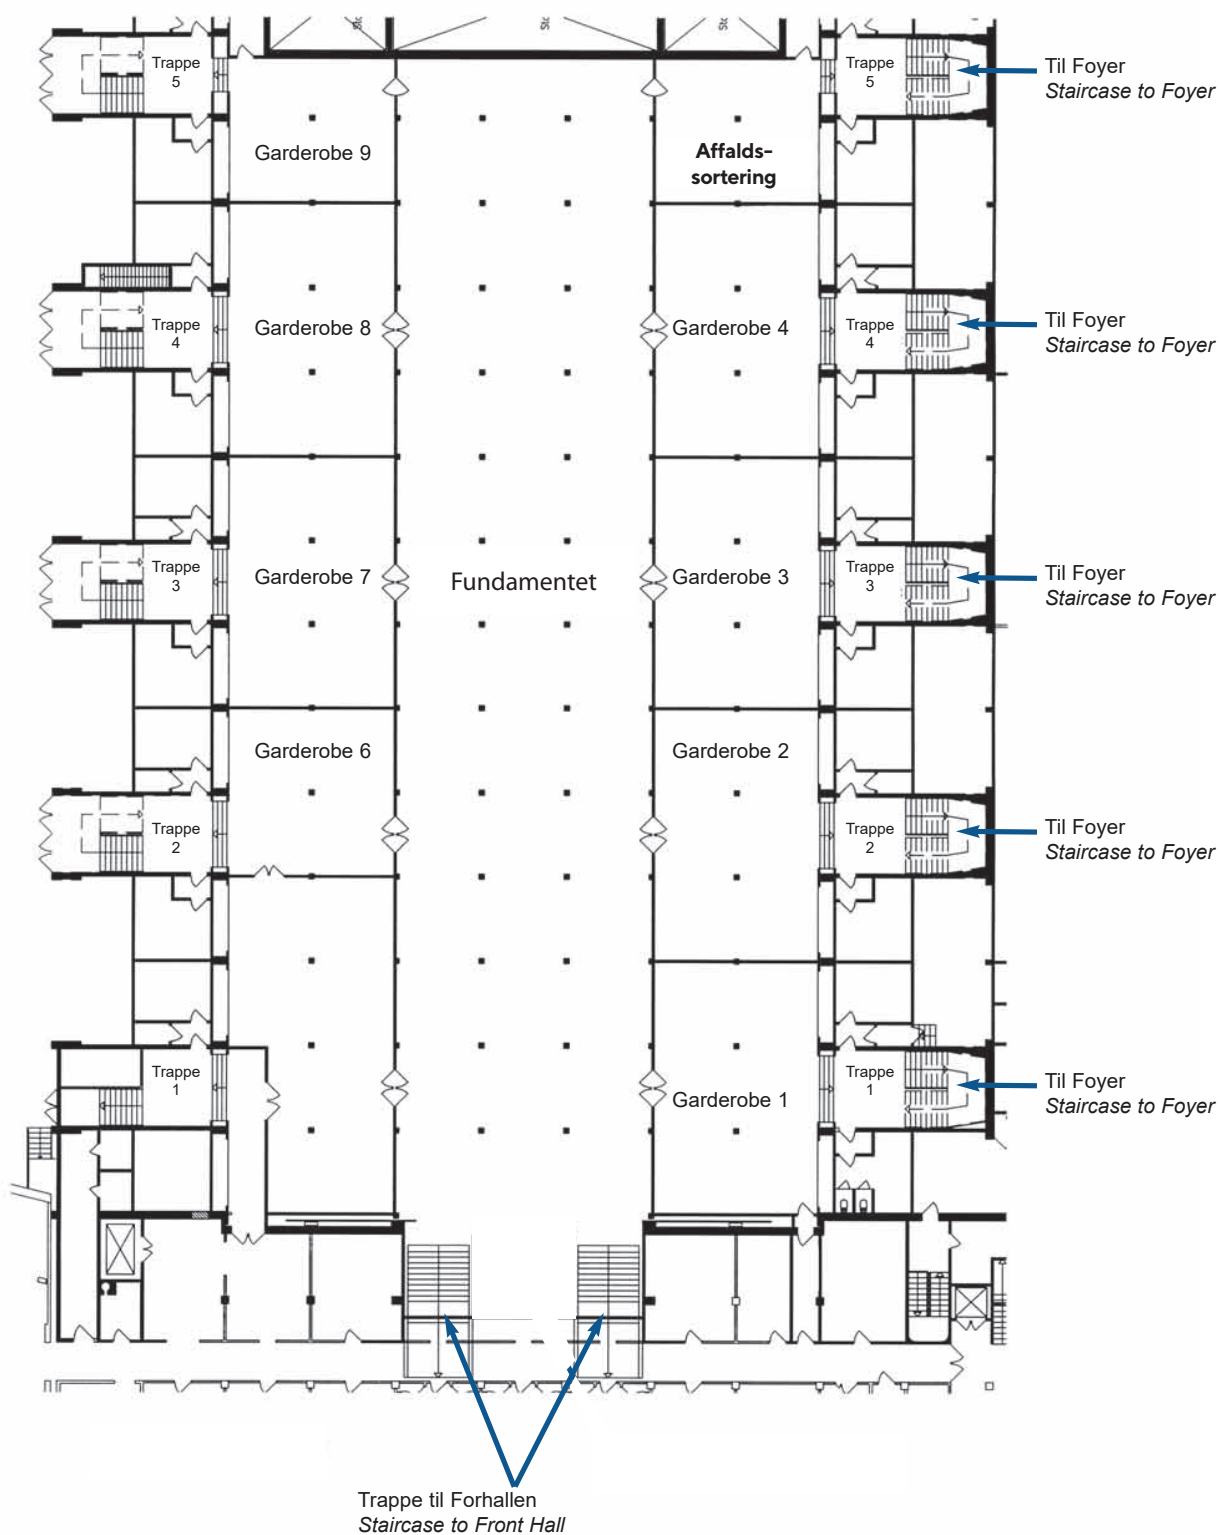 Trappe
5
Trappe
5
Til Foyer
Staircase to Foyer
Garderobe 9
Affalds-
sortering
Trappe
4
Garderobe 8
Garderobe 4
Trappe
4
Til Foyer
Staircase to Foyer
Trappe
3
Garderobe 7
Fundamentet
Garderobe 3
Trappe
3
Til Foyer
Staircase to Foyer
Garderobe 6
Garderobe 2
Trappe
2
Trappe
2
Til Foyer
Staircase to Foyer
Trappe
1
Garderobe 1
Trappe
1
Til Foyer
Staircase to Foyer
Trappe til Forhallen
Staircase to Front Hall